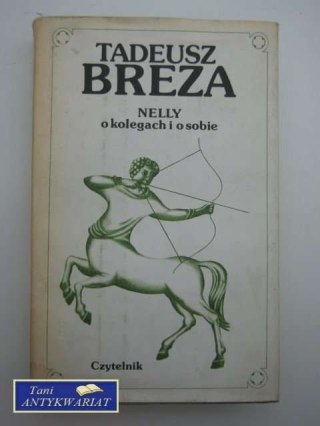 TADEUSZ
BREZA
NELLY
o kolegach i o sobie
Czytelnik
Tani
ANTYKWARIAT